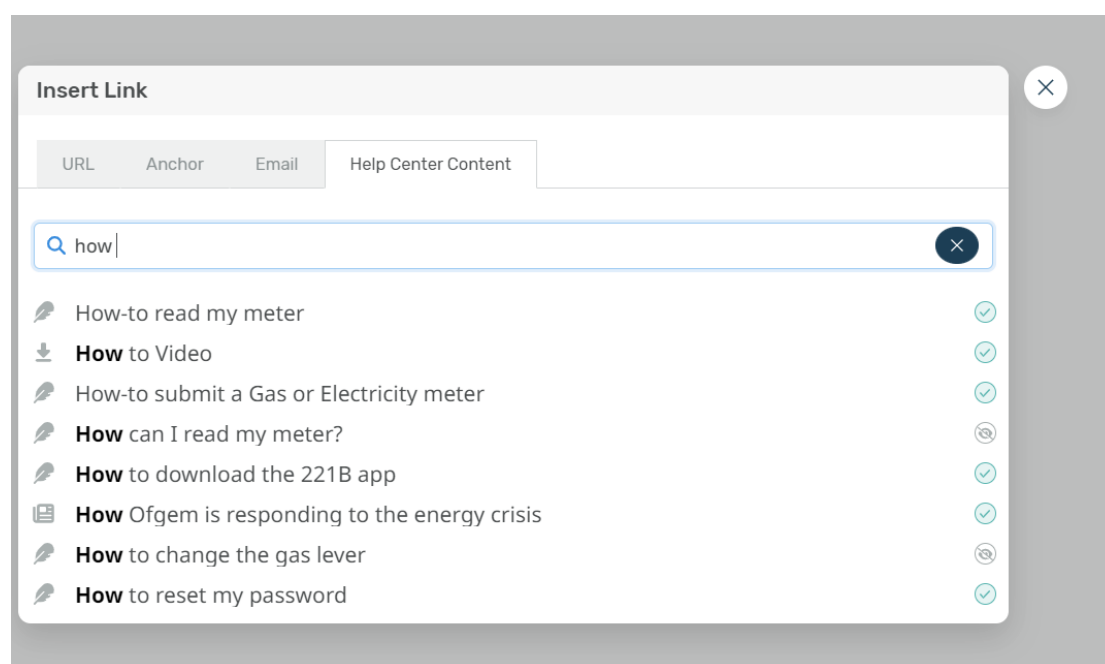 Insert Link
URL Anchor Email Help Center Content
how
How-to read my meter
How to Video
How-to submit a Gas or Electricity meter
How can I read my meter?
How to download the 221B app
How Ofgem is responding to the energy crisis
How to change the gas lever
How to reset my password